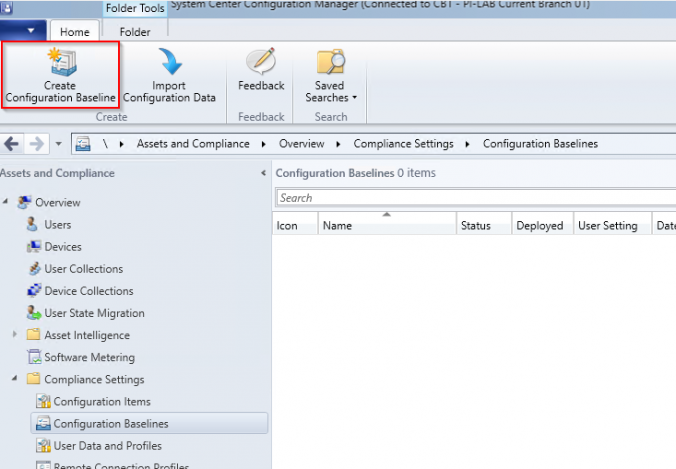 Folder Tools
System Center Configuration Manager (Connected to CBT - PI-LAB Current Branch 01)
Home
Folder
Create
Configuration Baseline
Import
Configuration Data
Feedback
Saved
Searches
Create
Feedback
Search
\ Assets and Compliance Overview Compliance Settings Configuration Baselines
Assets and Compliance
Overview
Users
Devices
User Collections
Device Collections
User State Migration
Asset Intelligence
Software Metering
Compliance Settings
Configuration Items
Configuration Baselines
User Data and Profiles
Remote Connection Profiles
Configuration Baselines 0 items
Search
Icon Name Status Deployed User Setting Date